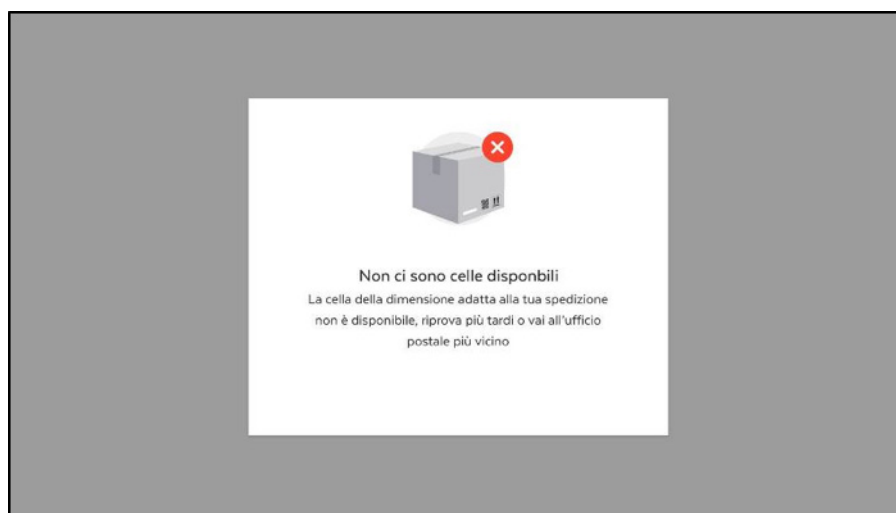 Non ci sono celle disponbili
La cella della dimensione adatta alla tua spedizione
non è disponibile, riprova più tardi o vai all'ufficio
postale più vicino